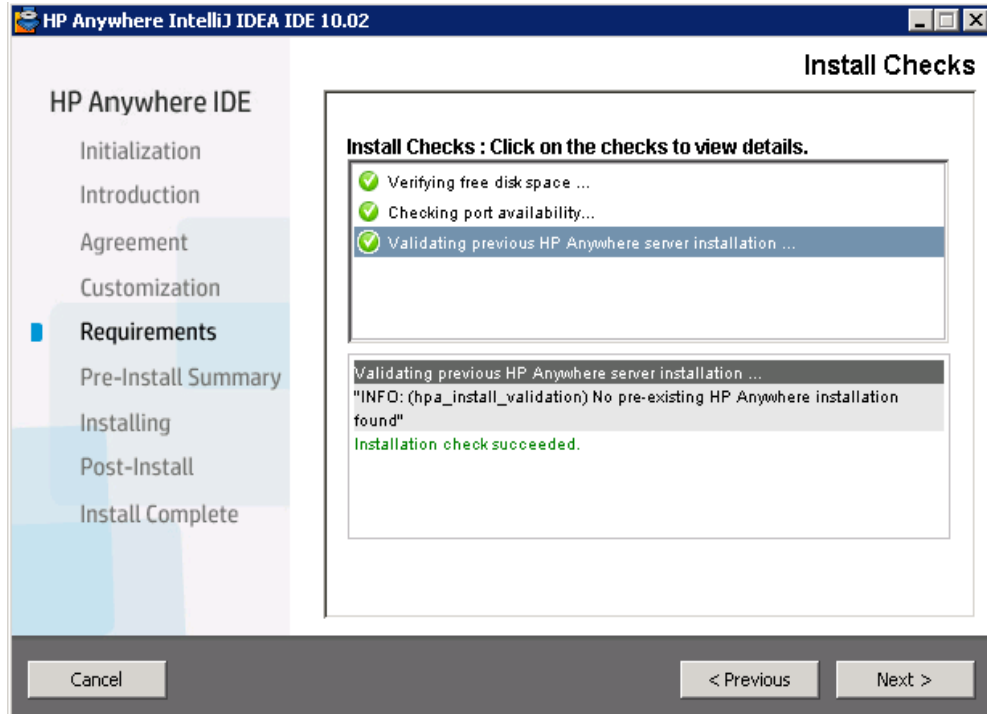 HP Anywhere IntelliJ IDEA IDE 10.02
Install Checks
HP Anywhere IDE
Initialization
Introduction
Agreement
Customization
Requirements
Pre-Install Summary
Installing
Post-Install
Install Complete
Install Checks : Click on the checks to view details.
Verifying free disk space ...
Checking port availability...
Validating previous HP Anywhere server installation ...
Validating previous HP Anywhere server installation ...
"INFO: (hpa_install_validation) No pre-existing HP Anywhere installation
found"
Installation check succeeded.
Cancel
< Previous
Next >